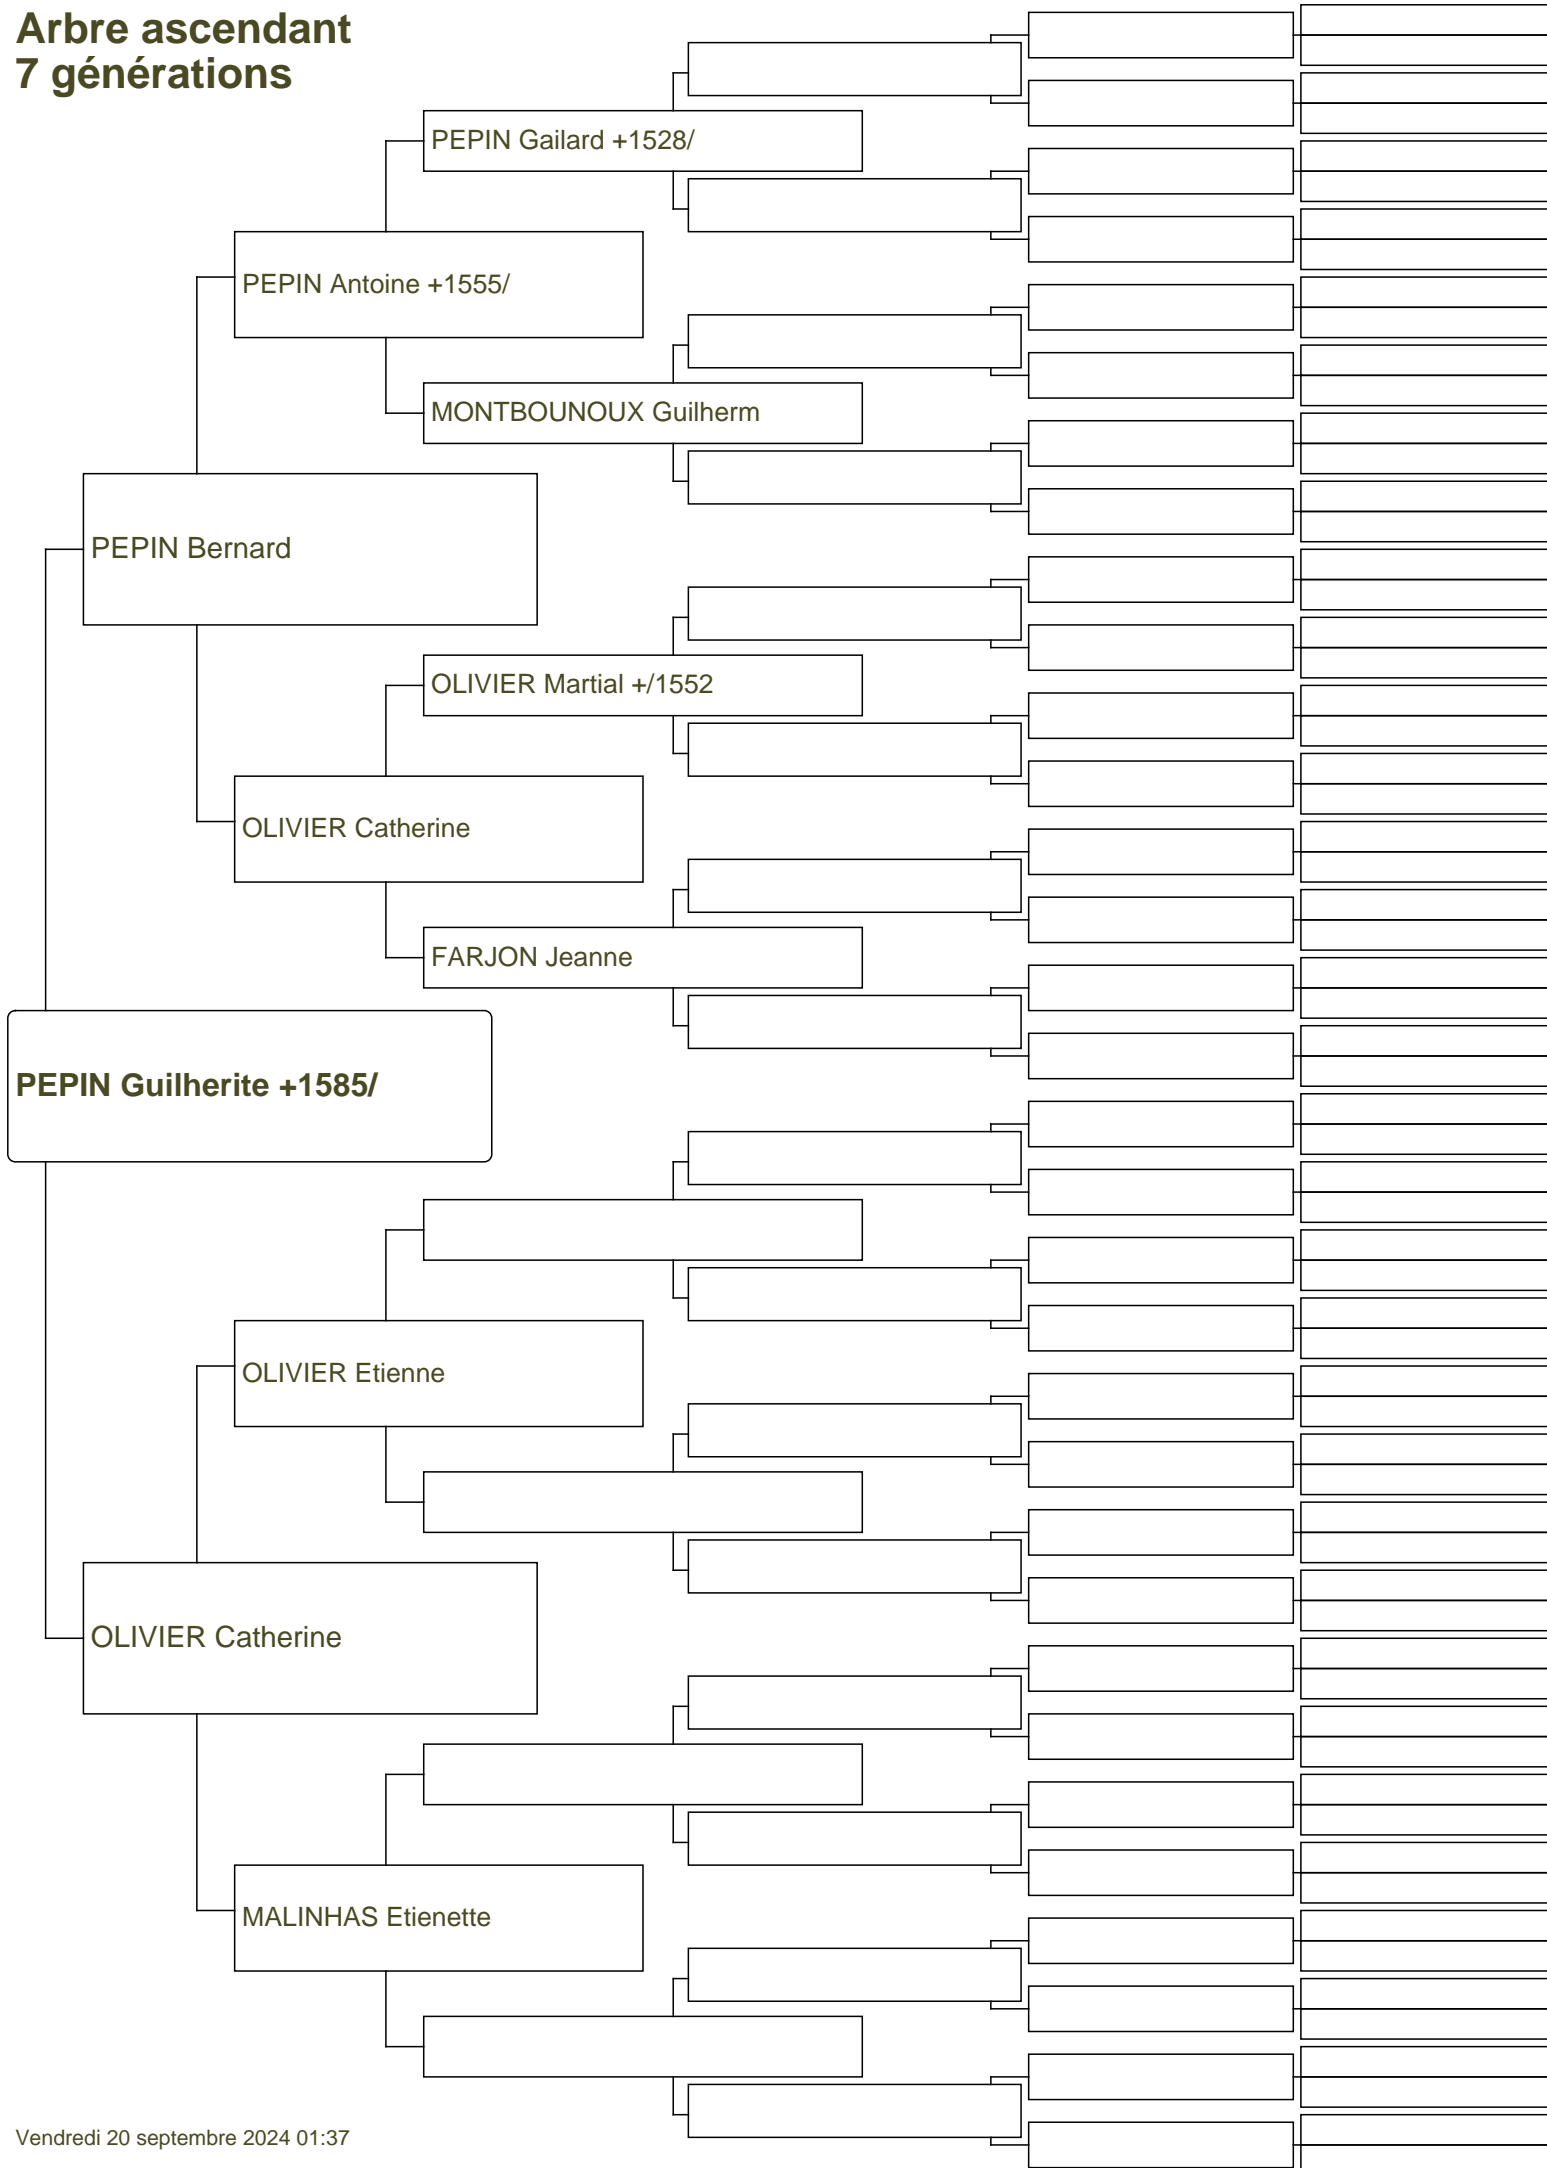 Arbre ascendant
7 générations
PEPIN Gailard +1528/
PEPIN Antoine +1555/
MONTBOUNOUX Guilherm
PEPIN Bernard
OLIVIER Martial +/1552
OLIVIER Catherine
FARJON Jeanne
PEPIN Guilherite +1585/
OLIVIER Etienne
OLIVIER Catherine
MALINHAS Etienette
Vendredi 20 septembre 2024 01:37